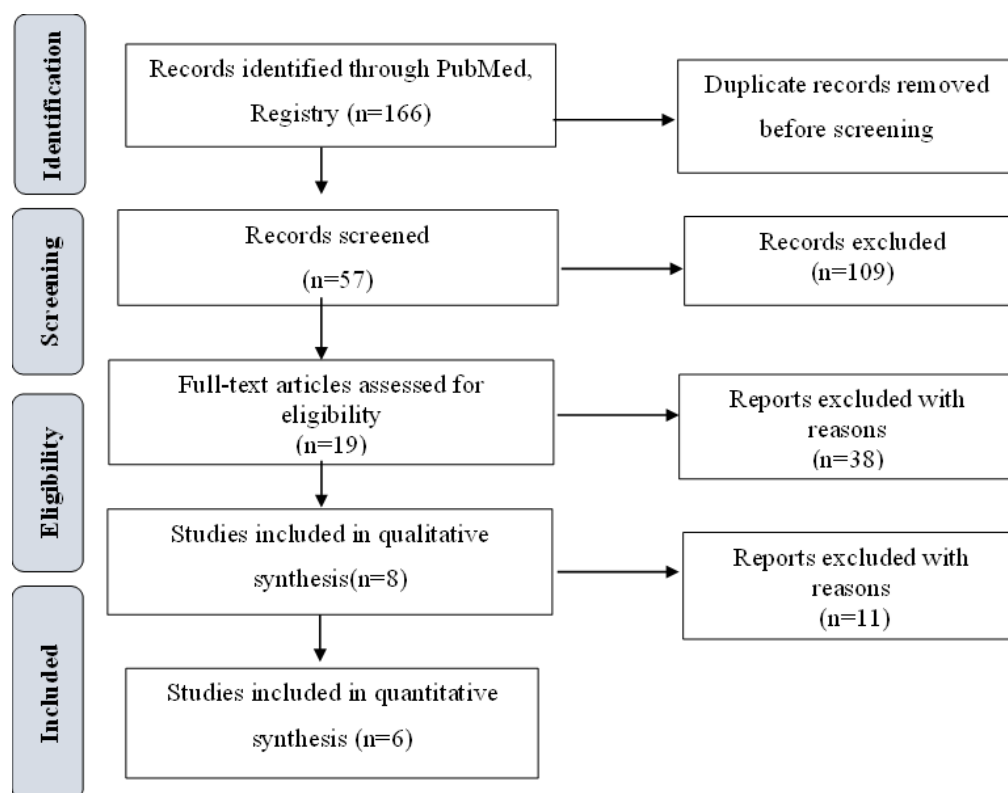 Identification
Records identified through PubMed,
Registry (n=166)
Duplicate records removed
before screening
Screening
Records screened
(n=57)
Records excluded
(n=109)
Eligibility
Full-text articles assessed for
eligibility
(n=19)
Reports excluded with
reasons
(n=38)
Studies included in qualitative
synthesis(n=8)
Reports excluded with
reasons
(n=11)
Included
Studies included in quantitative
synthesis (n=6)